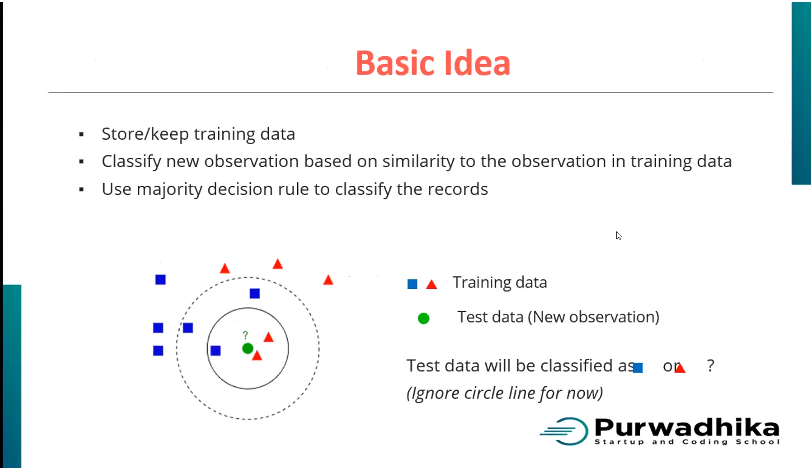 Basic Idea
Store/keep training data
Classify new observation based on similarity to the observation in training data
Use majority decision rule to classify the records
?
Training data
Test data (New observation)
Test data will be classified as or ?
(Ignore circle line for now)
Purwadhika
Startup and Coding School